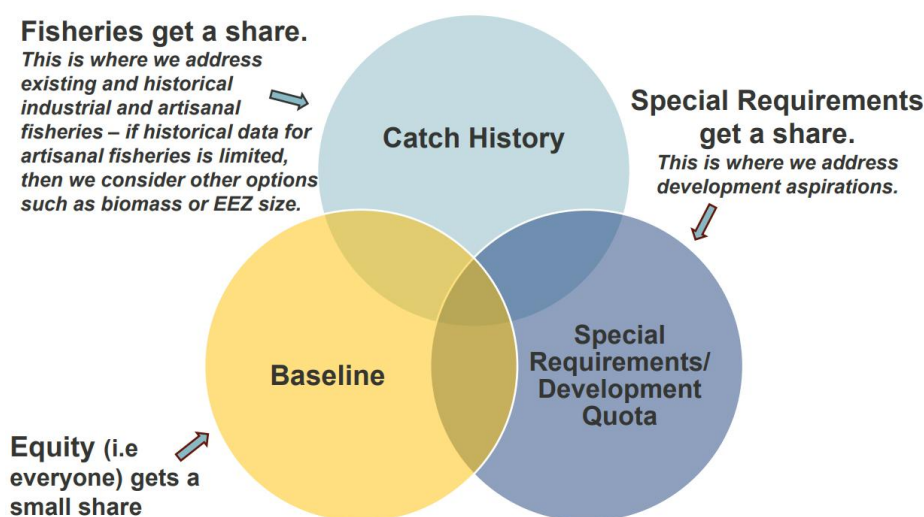 Fisheries get a share.
This is where we address
existing and historical
industrial and artisanal
fisheries – if historical data for
artisanal fisheries is limited,
then we consider other options
such as biomass or EEZ size.
Catch History
Special Requirements
get a share.
This is where we address
development aspirations.
Baseline
Special
Requirements/
Development
Quota
Equity (i.e
everyone) gets a
small share